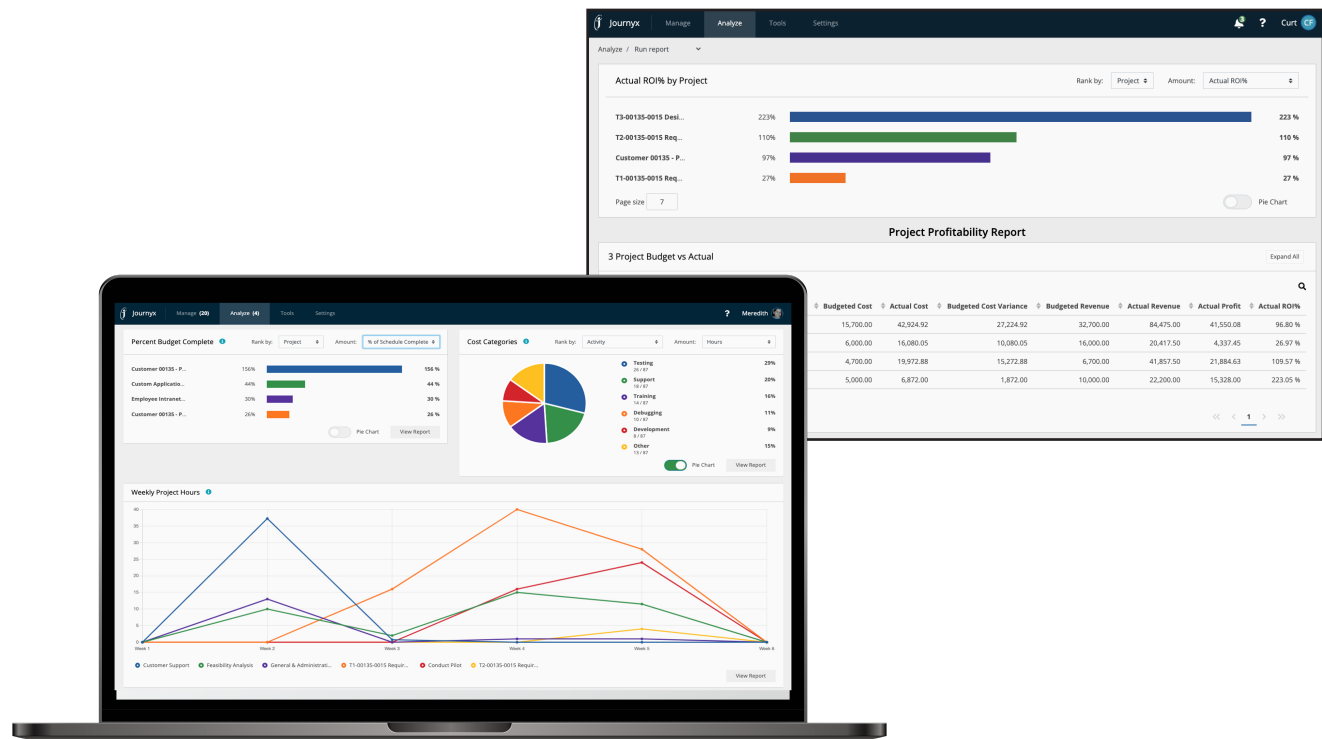 Journyx Manage Analyze Tools Settings 3 ? Curt CF
Analyze / Run report
Actual ROI% by Project Rank by: Project Amount: Actual ROI%
T3-00135-0015 Desi... 223% 223 %
T2-00135-0015 Req... 110% 110 %
Customer 00135 - P... 97% 97 %
T1-00135-0015 Req... 27% 27 %
Page size 7 Pie Chart
Project Profitability Report
3 Project Budget vs Actual Expand All
Budgeted Cost Actual Cost Budgeted Cost Variance Budgeted Revenue Actual Revenue Actual Profit Actual ROI%
15,700.00 42,924.92 27,224.92 32,700.00 84,475.00 41,550.08 96.80 %
6,000.00 16,080.05 10,080.05 16,000.00 20,417.50 4,337.45 26.97 %
4,700.00 19,972.88 15,272.88 6,700.00 41,857.50 21,884.63 109.57 %
5,000.00 6,872.00 1,872.00 10,000.00 22,200.00 15,328.00 223.05 %
<< < 1 > >>
Journyx Manage (20) Analyze (4) Tools Settings ? Meredith
Percent Budget Complete Rank by: Project Amount: % of Schedule Complete
Customer 00135 - P... 156% 156 %
Custom Applicatio... 44% 44 %
Employee Intranet... 30% 30 %
Customer 00135 - P... 26% 26 %
Pie Chart View Report
Cost Categories Rank by: Activity Amount: Hours
Testing 29%
26 / 87
Support 20%
18 / 87
Training 16%
14 / 87
Debugging 11%
10 / 87
Development 9%
8 / 87
Other 15%
13 / 87
Pie Chart View Report
Weekly Project Hours
40
35
30
25
20
15
10
5
0
Week 1 Week 2 Week 3 Week 4 Week 5 Week 6
Customer Support Feasibility Analysis General & Administrati... T1-00135-0015 Requir... Conduct Pilot T2-00135-0015 Requir...
View Report